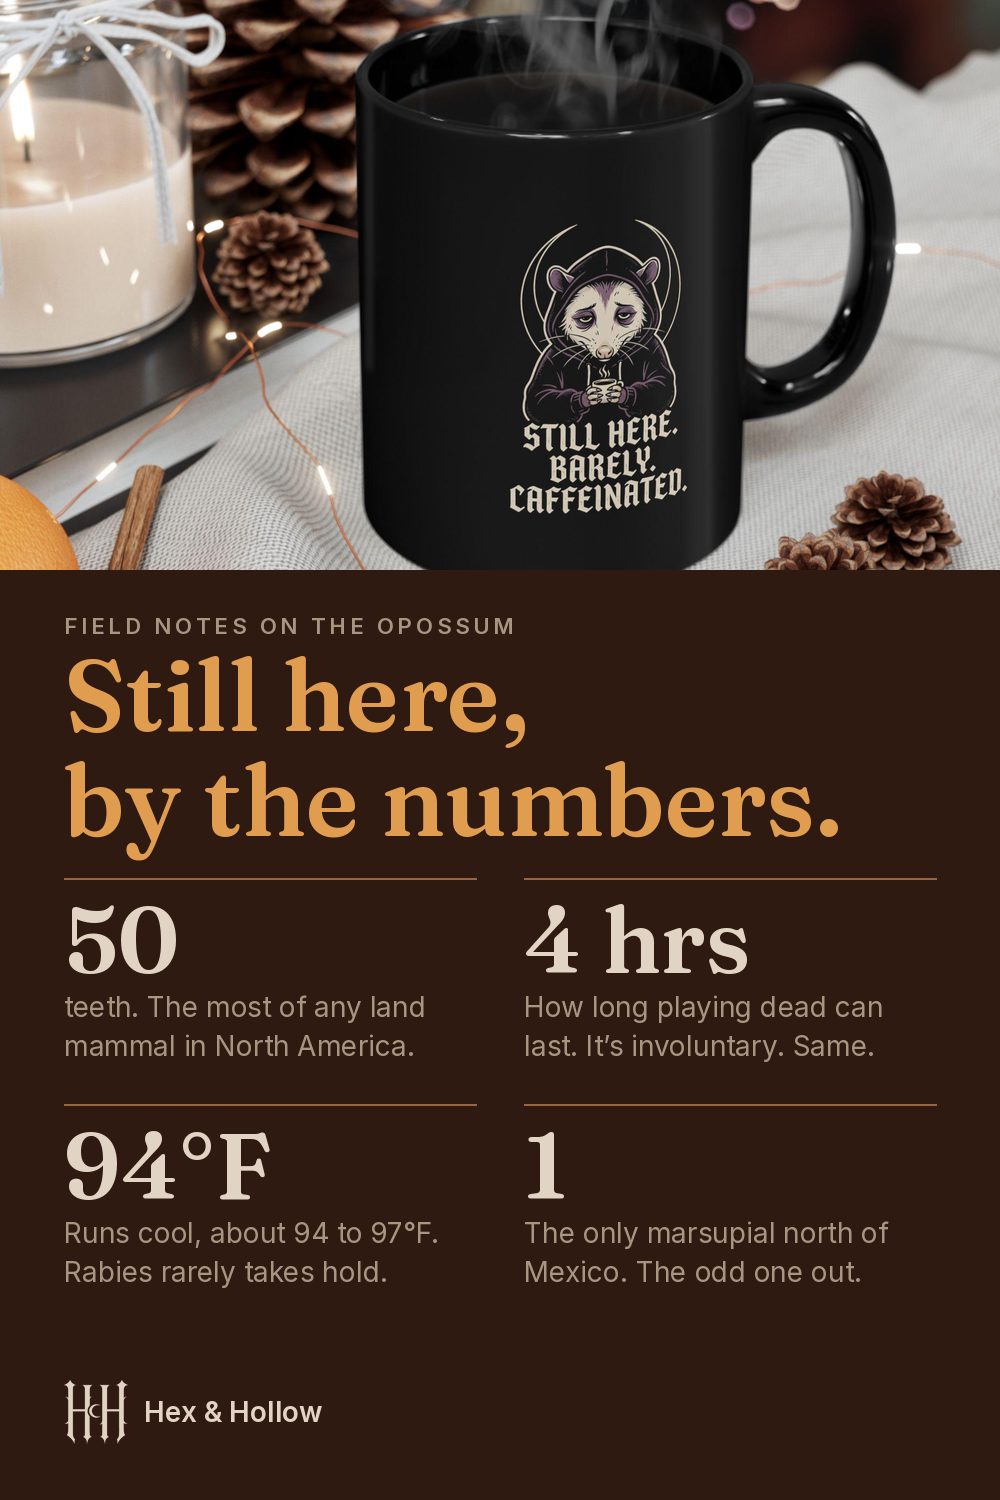 STILL HERE.
BARELY.
CAFFEINATED.
FIELD NOTES ON THE OPOSSUM
Still here,
by the numbers.
50
teeth. The most of any land
mammal in North America.
4 hrs
How long playing dead can
last. It’s involuntary. Same.
94°F
Runs cool, about 94 to 97°F.
Rabies rarely takes hold.
1
The only marsupial north of
Mexico. The odd one out.
HH
Hex & Hollow